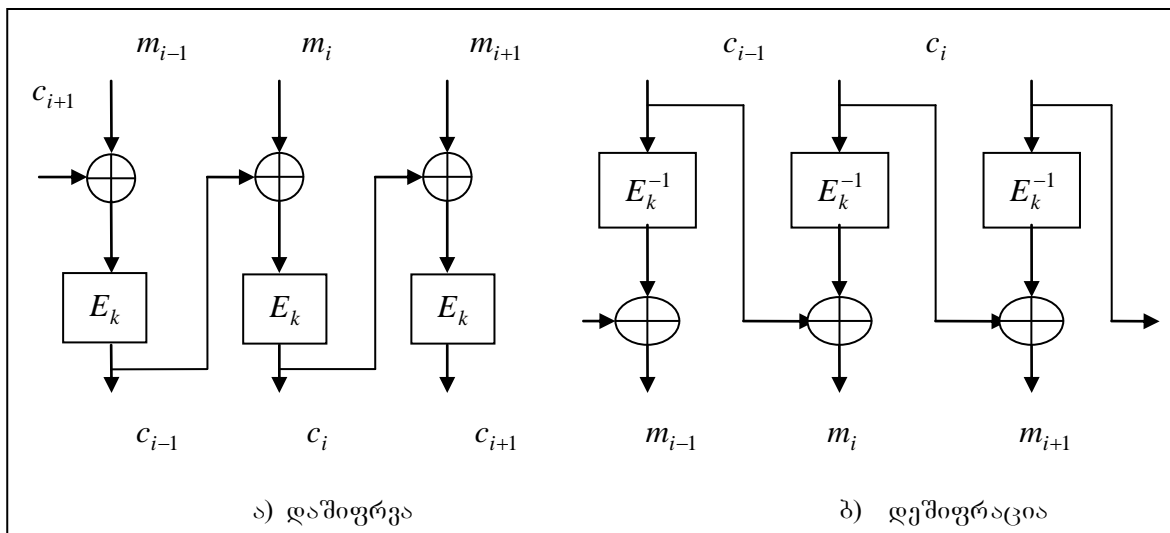 m_{i-1} m_i m_{i+1} c_{i-1} c_i
c_{i+1}
E_k^{-1} E_k^{-1} E_k^{-1}
E_k E_k E_k
c_{i-1} c_i c_{i+1} m_{i-1} m_i m_{i+1}
ა) დაშიფრვა ბ) დეშიფრაცია